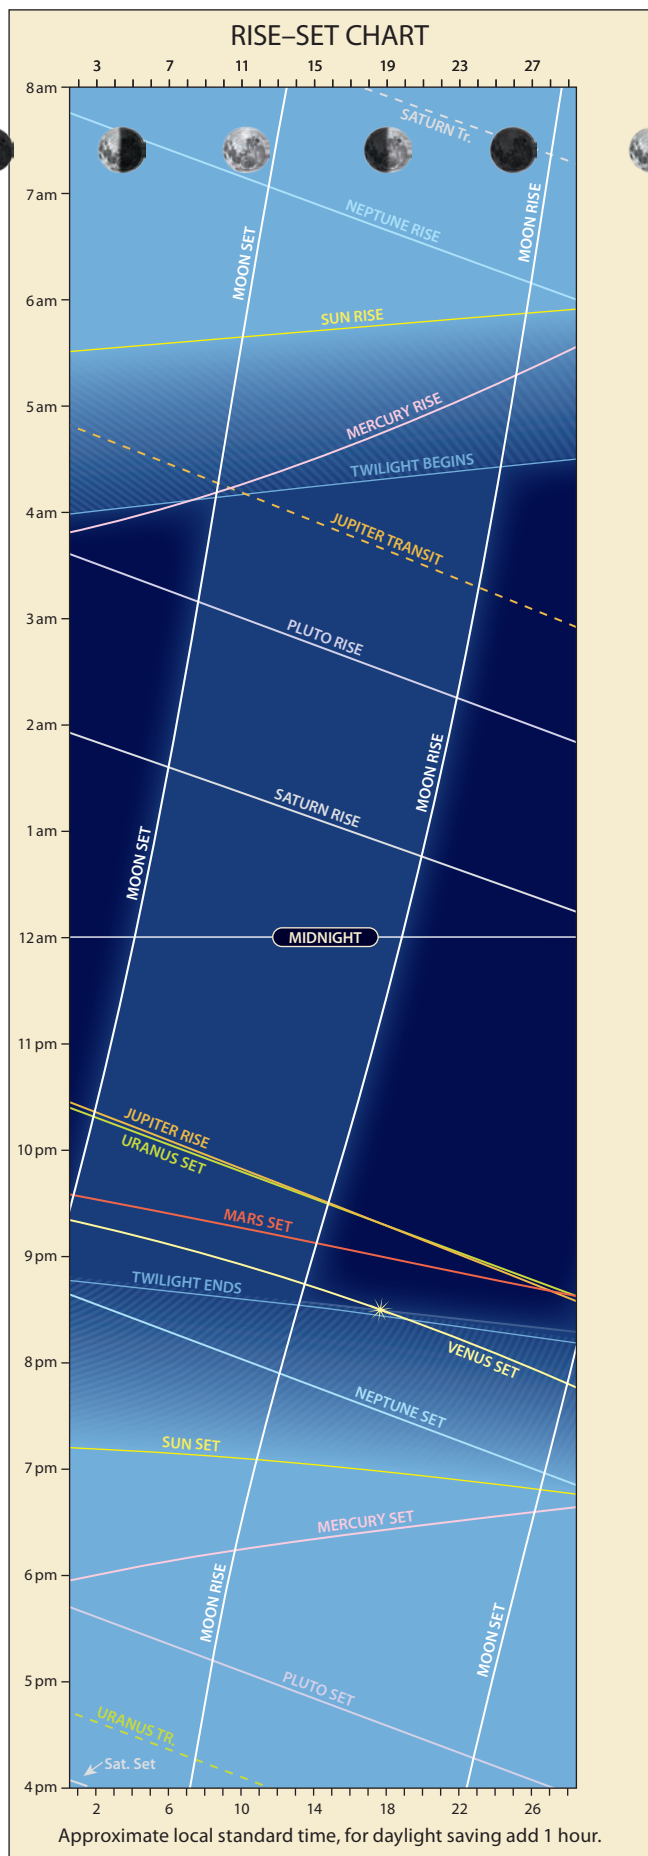 RISE–SET CHART
3 7 11 15 19 23 27
8 am
SATURN Tr.
7 am
NEPTUNE RISE
MOON RISE
MOON SET
6 am
SUN RISE
5 am
MERCURY RISE
TWILIGHT BEGINS
4 am
JUPITER TRANSIT
3 am
PLUTO RISE
2 am
MOON RISE
SATURN RISE
1 am
MOON SET
12 am
MIDNIGHT
11 pm
JUPITER RISE
URANUS SET
10 pm
MARS SET
9 pm
TWILIGHT ENDS
VENUS SET
8 pm
NEPTUNE SET
SUN SET
7 pm
MERCURY SET
6 pm
MOON RISE
MOON SET
5 pm
PLUTO SET
URANUS TR.
Sat. Set
4 pm
2 6 10 14 18 22 26
Approximate local standard time, for daylight saving add 1 hour.